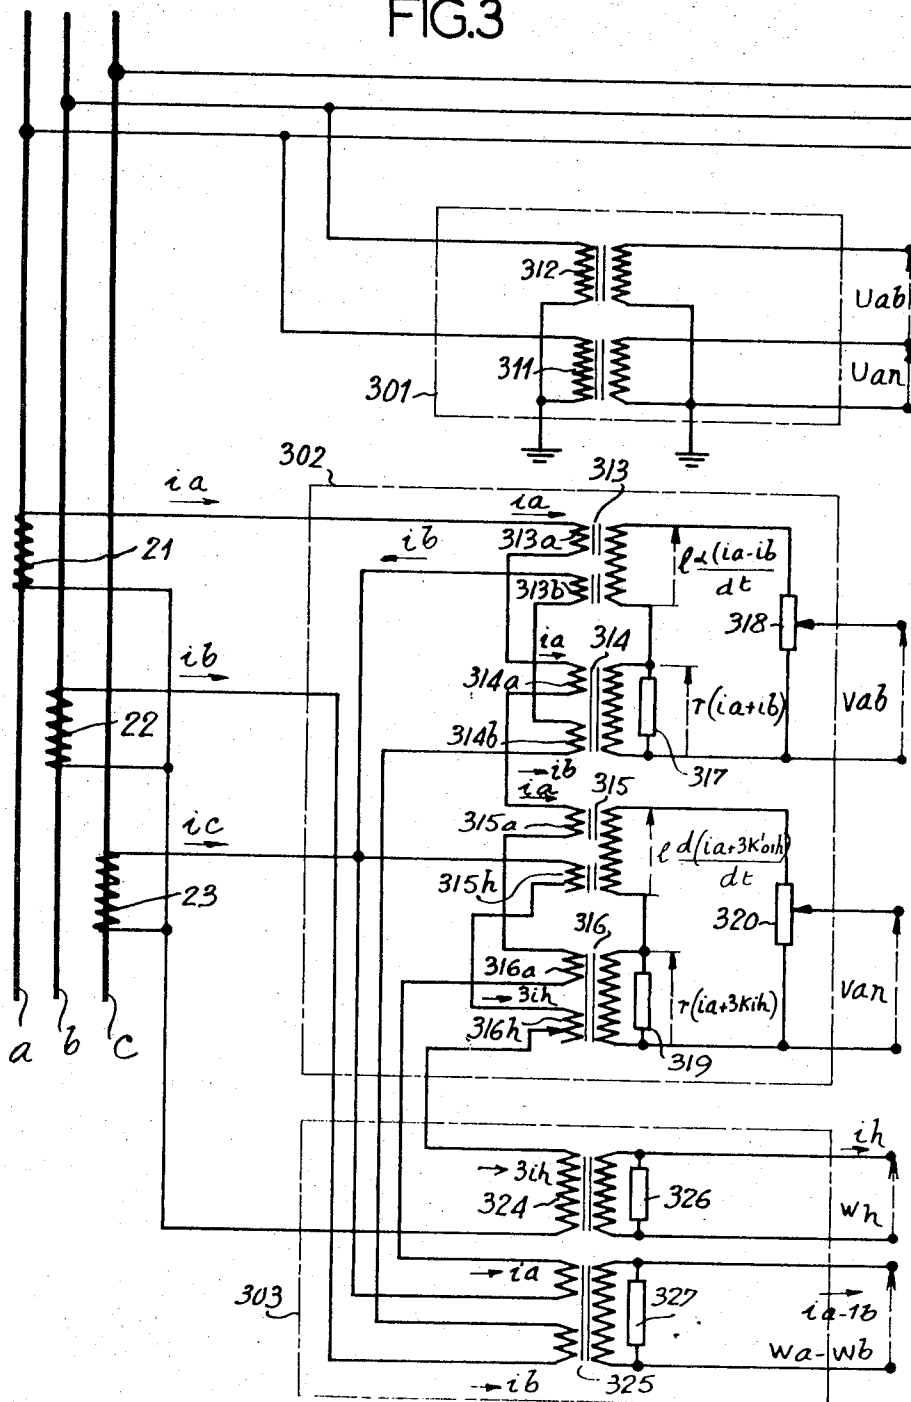 FIG.3
312
Uab
311
Uan
301
302
313
ia
ia
313a
ib
l d(ia-ib
dt
21
313b
318
ia
314
ib
314a
r(ia+ib)
Vab
22
314b
317
ib
ia
315
315a
ic
l d(ia+3k'oih)
dt
315h
23
316
320
316a
3ih
r(ia+3kih)
Van
316h
a
b
c
319
ih
3ih
324
326
Wh
ia
303
327
ia-ib
Wa-Wb
ib
325